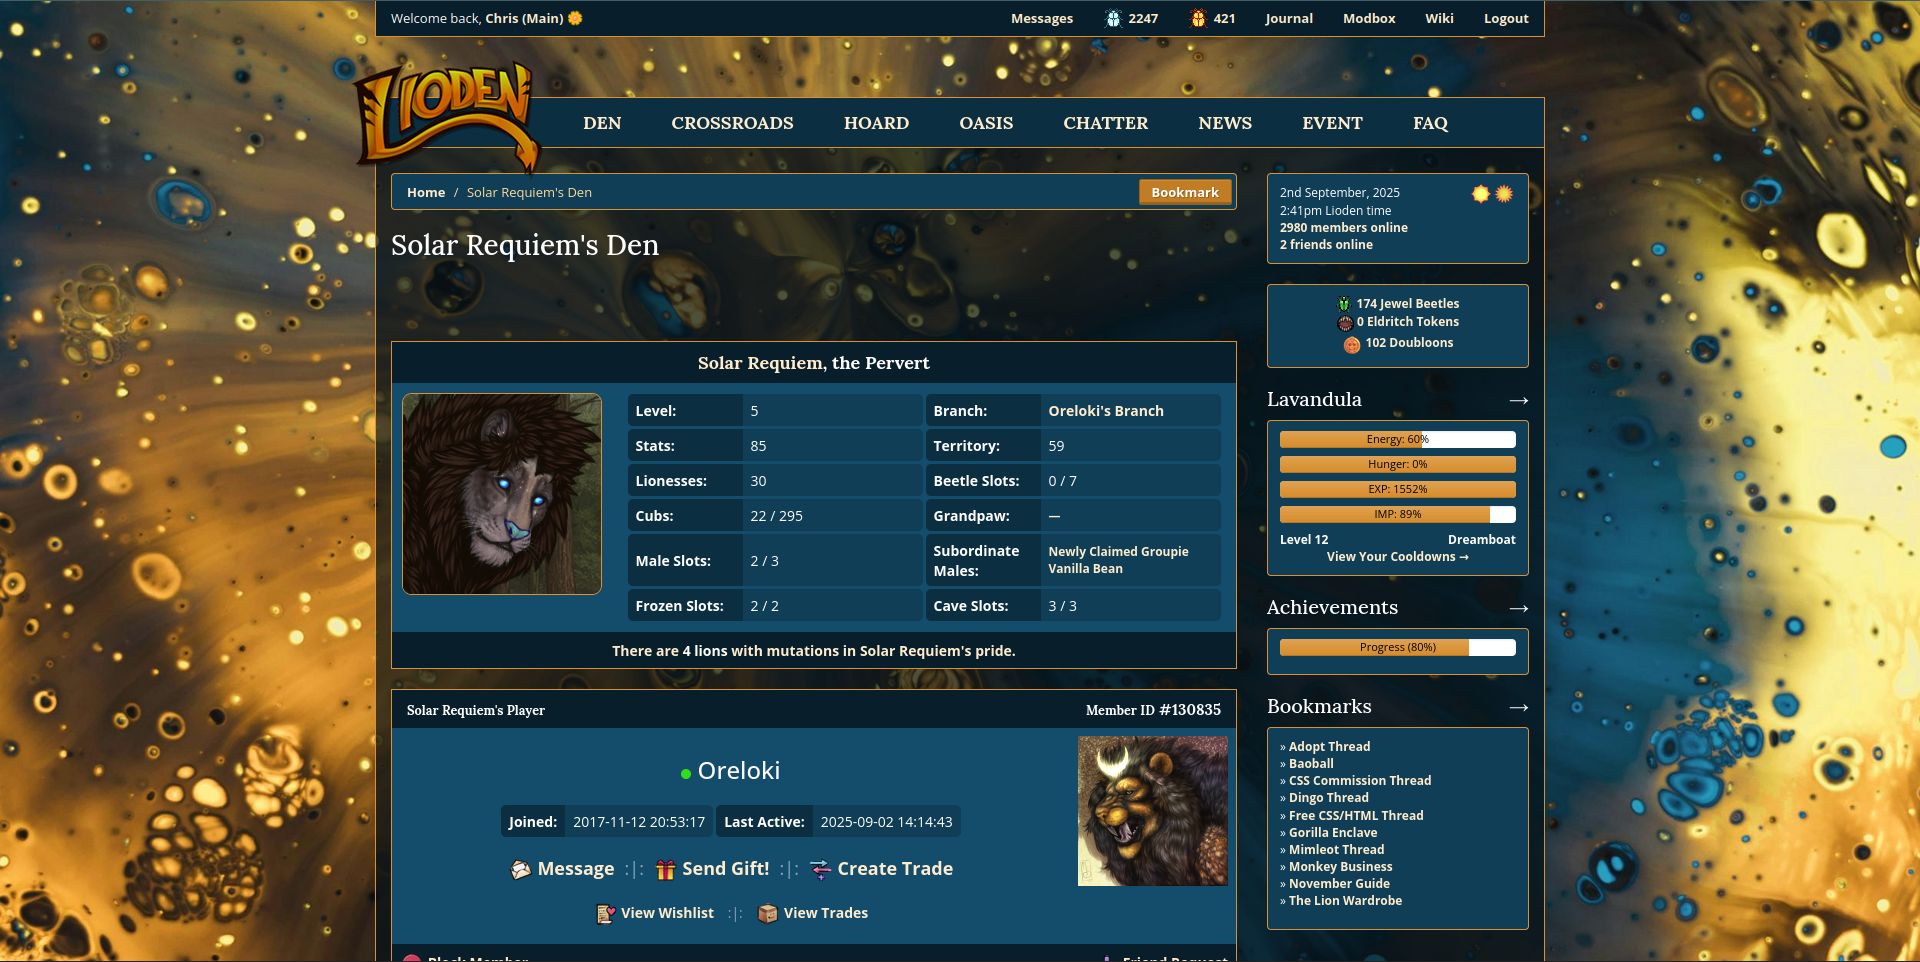 Welcome back, Chris (Main)
Messages 2247 421 Journal Modbox Wiki Logout
LIODEN
DEN CROSSROADS HOARD OASIS CHATTER NEWS EVENT FAQ
Home / Solar Requiem's Den
Bookmark
Solar Requiem's Den
Solar Requiem, the Pervert
Level: 5 Branch: Oreloki's Branch
Stats: 85 Territory: 59
Lionesses: 30 Beetle Slots: 0 / 7
Cubs: 22 / 295 Grandpaw: —
Male Slots: 2 / 3 Subordinate Males: Newly Claimed Groupie
Vanilla Bean
Frozen Slots: 2 / 2 Cave Slots: 3 / 3
There are 4 lions with mutations in Solar Requiem's pride.
Solar Requiem's Player Member ID #130835
Oreloki
Joined: 2017-11-12 20:53:17 Last Active: 2025-09-02 14:14:43
Message :|: Send Gift! :|: Create Trade
View Wishlist :|: View Trades
Block Member Friend Request
2nd September, 2025
2:41pm Lioden time
2980 members online
2 friends online
174 Jewel Beetles
0 Eldritch Tokens
102 Doubloons
Lavandula →
Energy: 60%
Hunger: 0%
EXP: 1552%
IMP: 89%
Level 12 Dreamboat
View Your Cooldowns →
Achievements →
Progress (80%)
Bookmarks →
» Adopt Thread
» Baoball
» CSS Commission Thread
» Dingo Thread
» Free CSS/HTML Thread
» Gorilla Enclave
» Mimleot Thread
» Monkey Business
» November Guide
» The Lion Wardrobe